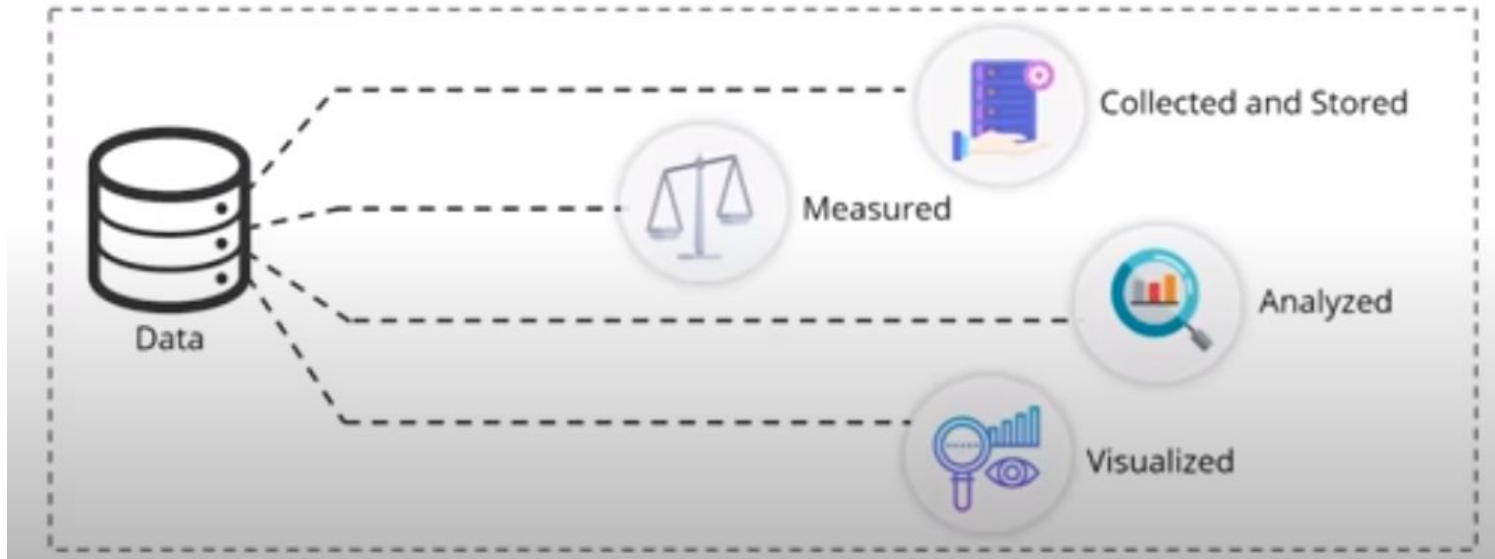 Collected and Stored
Measured
Analyzed
Data
Visualized